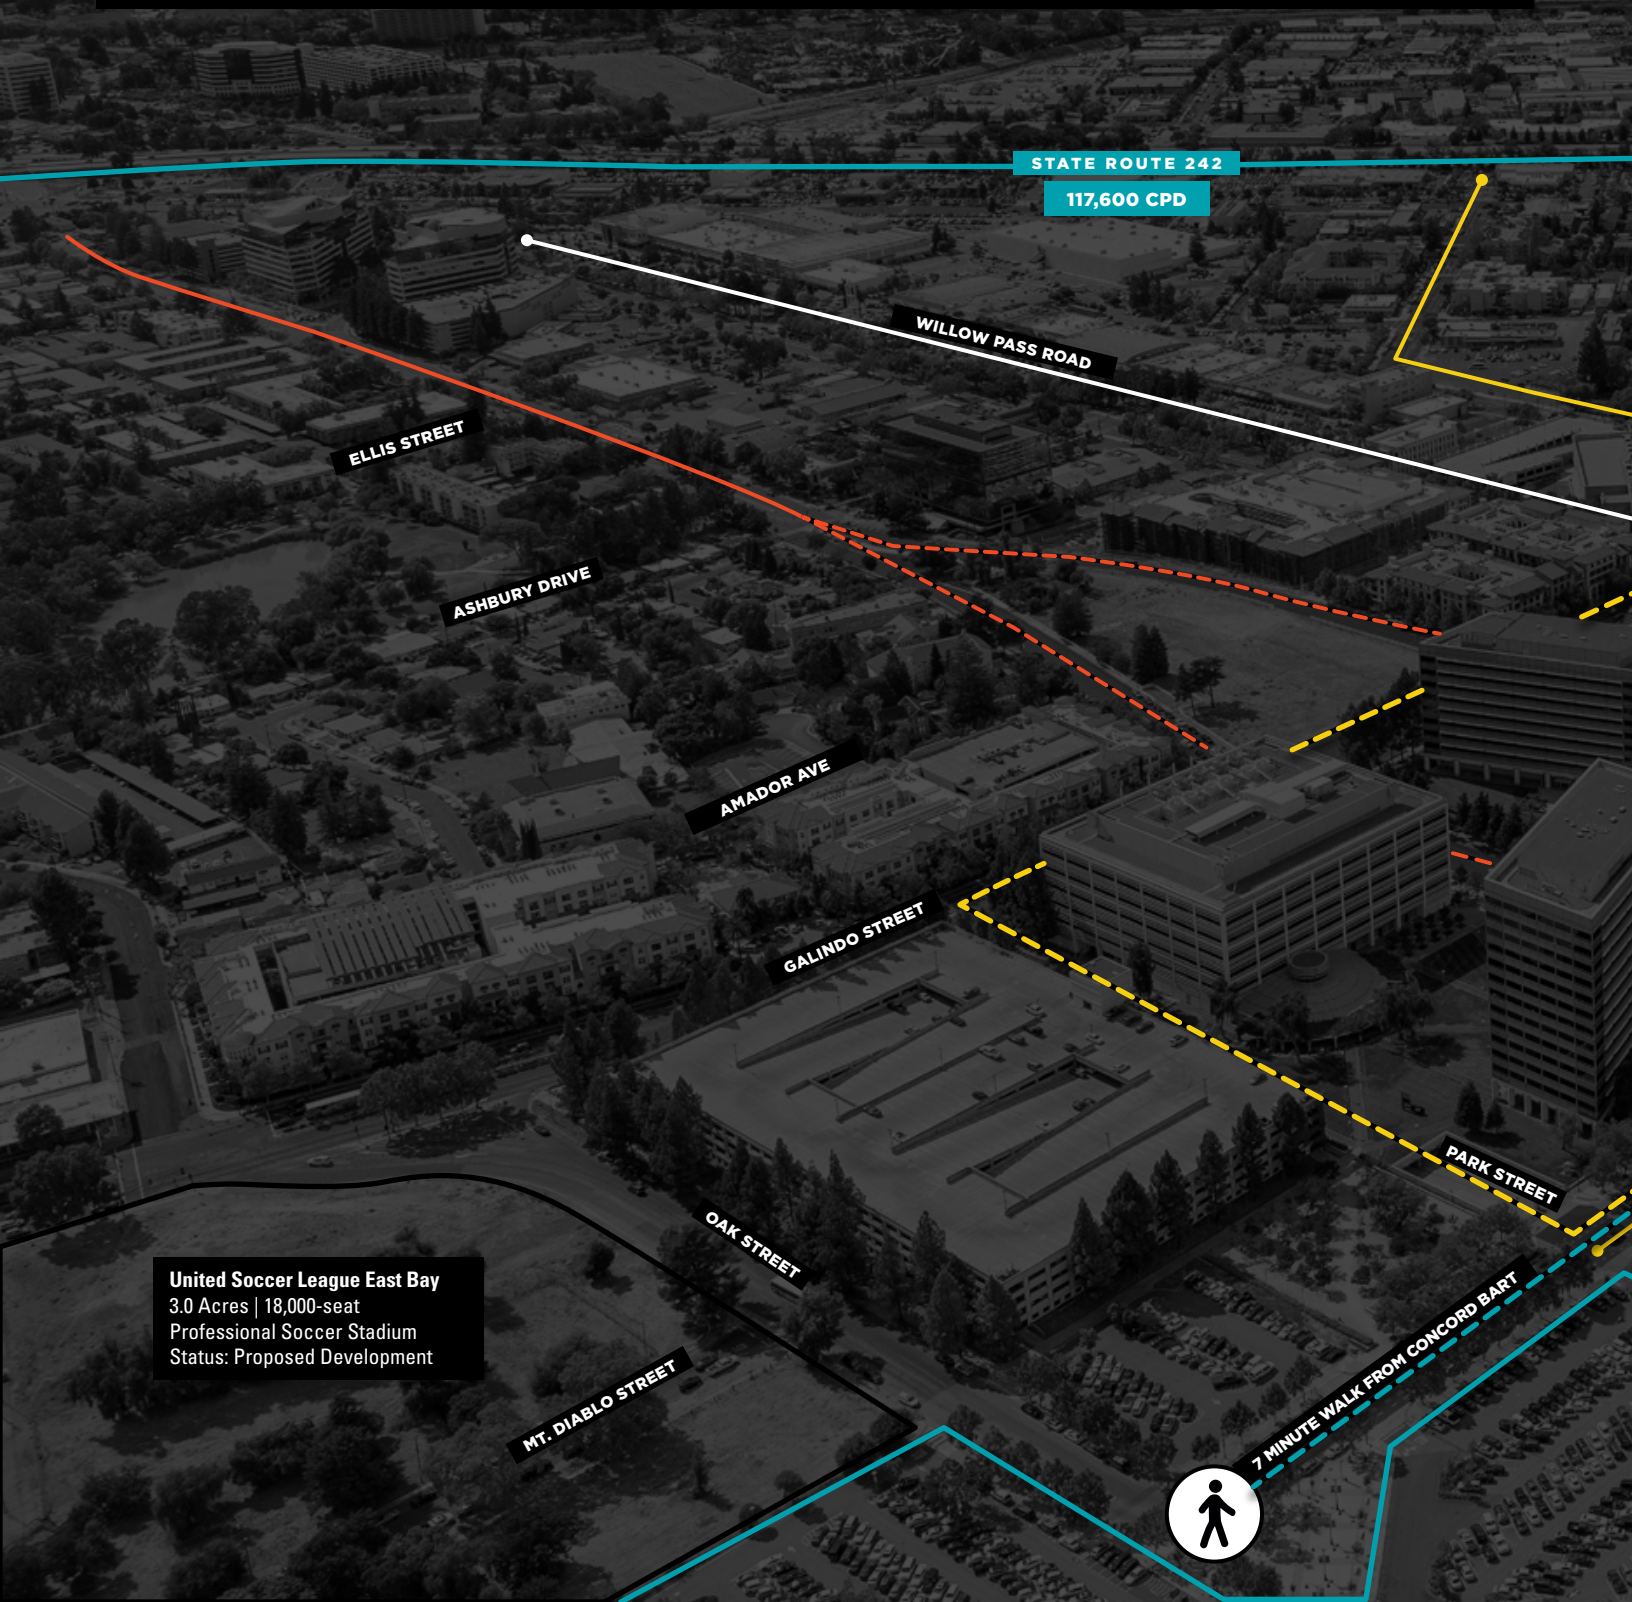 STATE ROUTE 242
117,600 CPD
WILLOW PASS ROAD
ELLIS STREET
ASHBURY DRIVE
AMADOR AVE
GALINDO STREET
PARK STREET
OAK STREET
United Soccer League East Bay
3.0 Acres | 18,000-seat
Professional Soccer Stadium
Status: Proposed Development
MT. DIABLO STREET
7 MINUTE WALK FROM CONCORD BART